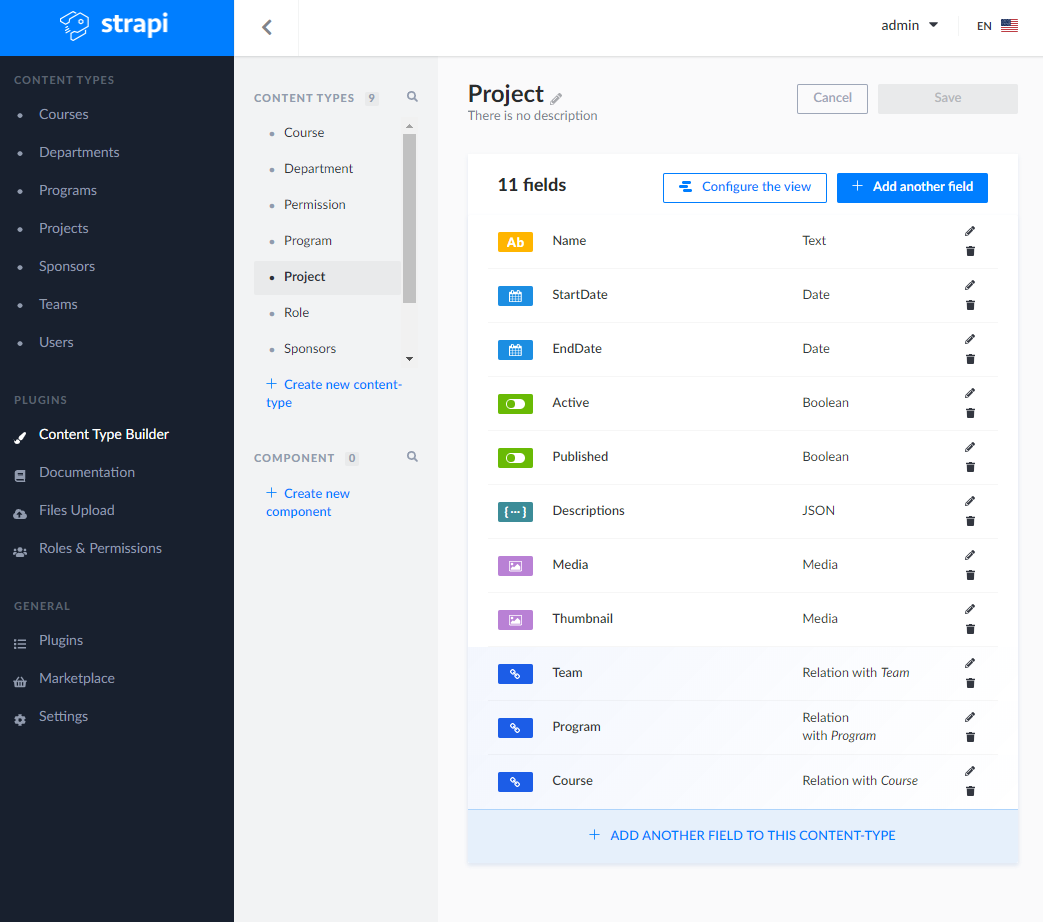 strapi
admin
EN
CONTENT TYPES
Courses
Departments
Programs
Projects
Sponsors
Teams
Users
PLUGINS
Content Type Builder
Documentation
Files Upload
Roles & Permissions
GENERAL
Plugins
Marketplace
Settings
CONTENT TYPES 9
Course
Department
Permission
Program
Project
Role
Sponsors
Create new content-
type
COMPONENT 0
Create new
component
Project
There is no description
Cancel
Save
11 fields
Configure the view
Add another field
Ab Name Text
StartDate Date
EndDate Date
Active Boolean
Published Boolean
Descriptions JSON
Media Media
Thumbnail Media
Team Relation with Team
Program Relation
with Program
Course Relation with Course
ADD ANOTHER FIELD TO THIS CONTENT-TYPE